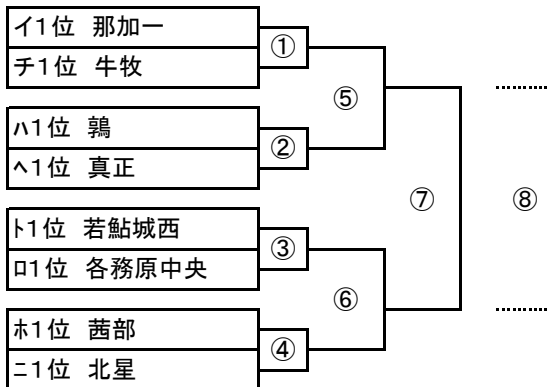 イ1位 那加一
①
チ1位 牛牧
⑤
ハ1位 鶉
②
ヘ1位 真正
⑦
⑧
ト1位 若鮎城西
③
ロ1位 各務原中央
⑥
ホ1位 茜部
④
ニ1位 北星